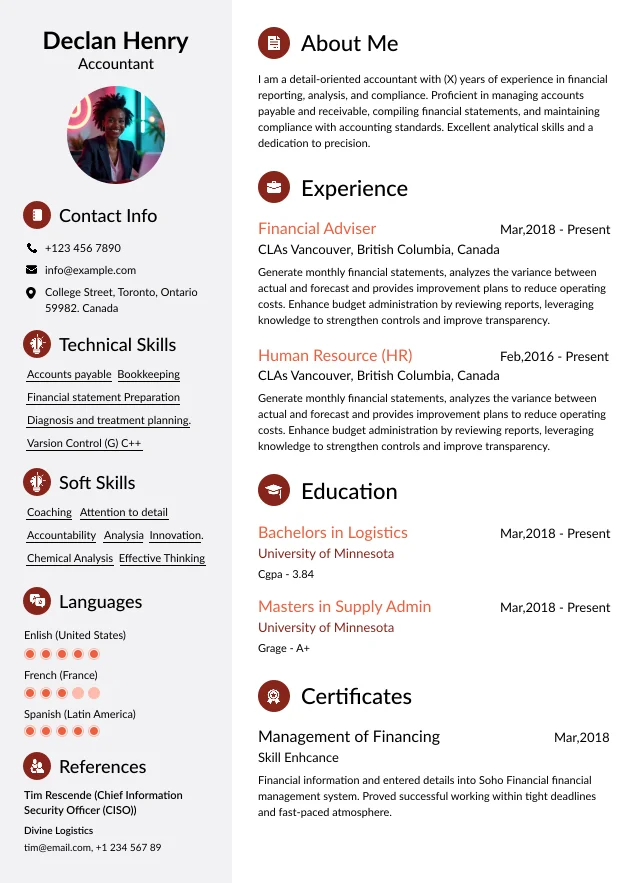 Declan Henry
Accountant
Contact Info
+123 456 7890
info@example.com
College Street, Toronto, Ontario
59982. Canada
Technical Skills
Accounts payable Bookkeeping
Financial statement Preparation
Diagnosis and treatment planning.
Varsion Control (G) C++
Soft Skills
Coaching Attention to detail
Accountability Analysia Innovation.
Chemical Analysis Effective Thinking
Languages
Enlish (United States)
French (France)
Spanish (Latin America)
References
Tim Rescende (Chief Information
Security Officer (CISO))
Divine Logistics
tim@email.com, +1 234 567 89
About Me
I am a detail-oriented accountant with (X) years of experience in financial
reporting, analysis, and compliance. Proficient in managing accounts
payable and receivable, compiling financial statements, and maintaining
compliance with accounting standards. Excellent analytical skills and a
dedication to precision.
Experience
Financial Adviser Mar,2018 - Present
CLAs Vancouver, British Columbia, Canada
Generate monthly financial statements, analyzes the variance between
actual and forecast and provides improvement plans to reduce operating
costs. Enhance budget administration by reviewing reports, leveraging
knowledge to strengthen controls and improve transparency.
Human Resource (HR) Feb,2016 - Present
CLAs Vancouver, British Columbia, Canada
Generate monthly financial statements, analyzes the variance between
actual and forecast and provides improvement plans to reduce operating
costs. Enhance budget administration by reviewing reports, leveraging
knowledge to strengthen controls and improve transparency.
Education
Bachelors in Logistics Mar,2018 - Present
University of Minnesota
Cgpa - 3.84
Masters in Supply Admin Mar,2018 - Present
University of Minnesota
Grage - A+
Certificates
Management of Financing Mar,2018
Skill Enhcance
Financial information and entered details into Soho Financial financial
management system. Proved successful working within tight deadlines
and fast-paced atmosphere.